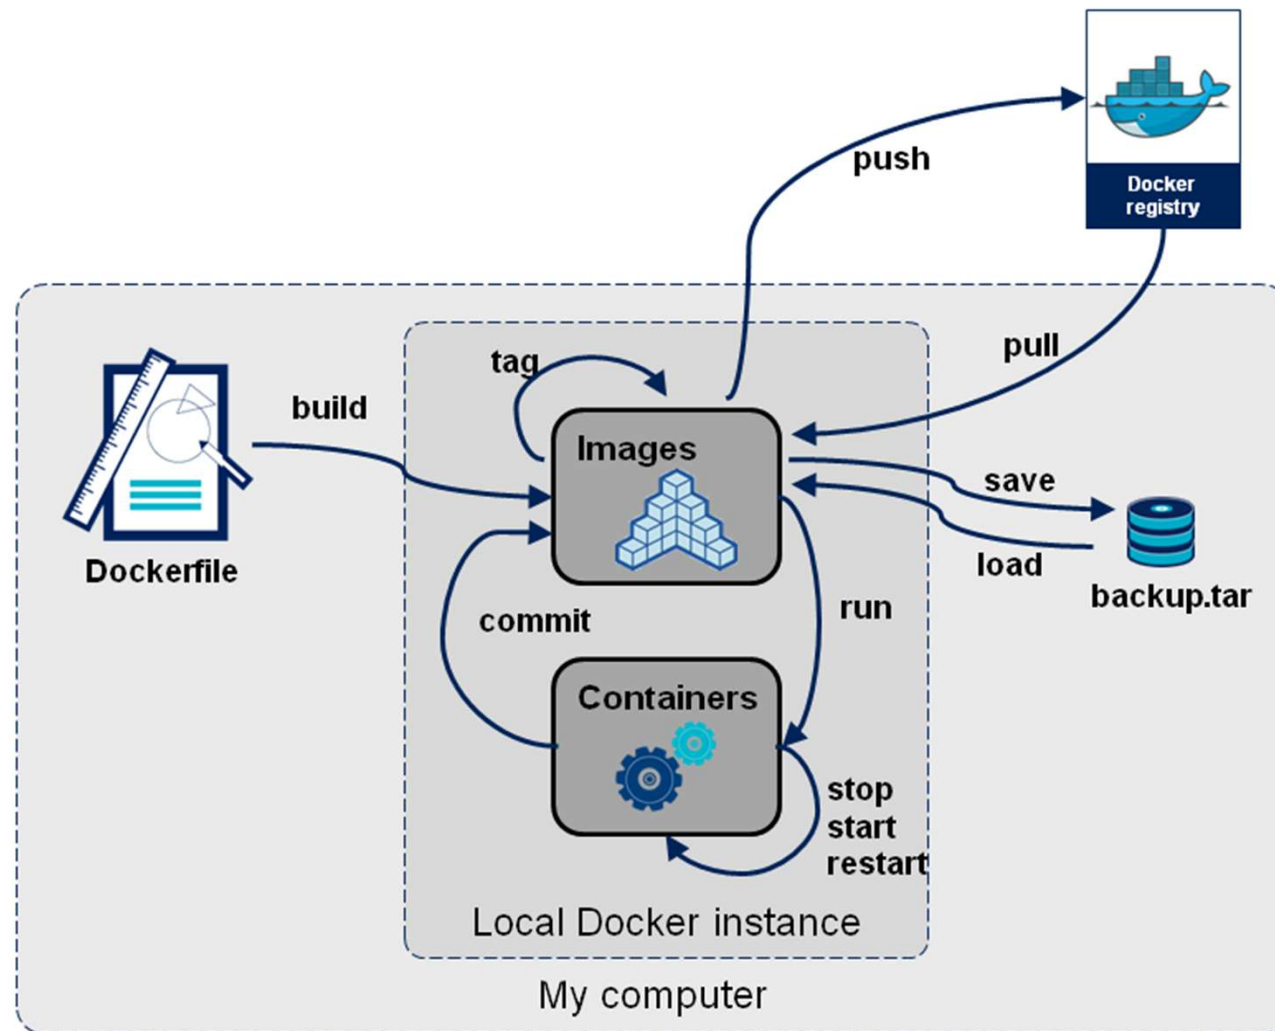 push
Docker
registry
tag
pull
build
Images
save
Dockerfile
load
backup.tar
commit
run
Containers
stop
start
restart
Local Docker instance
My computer